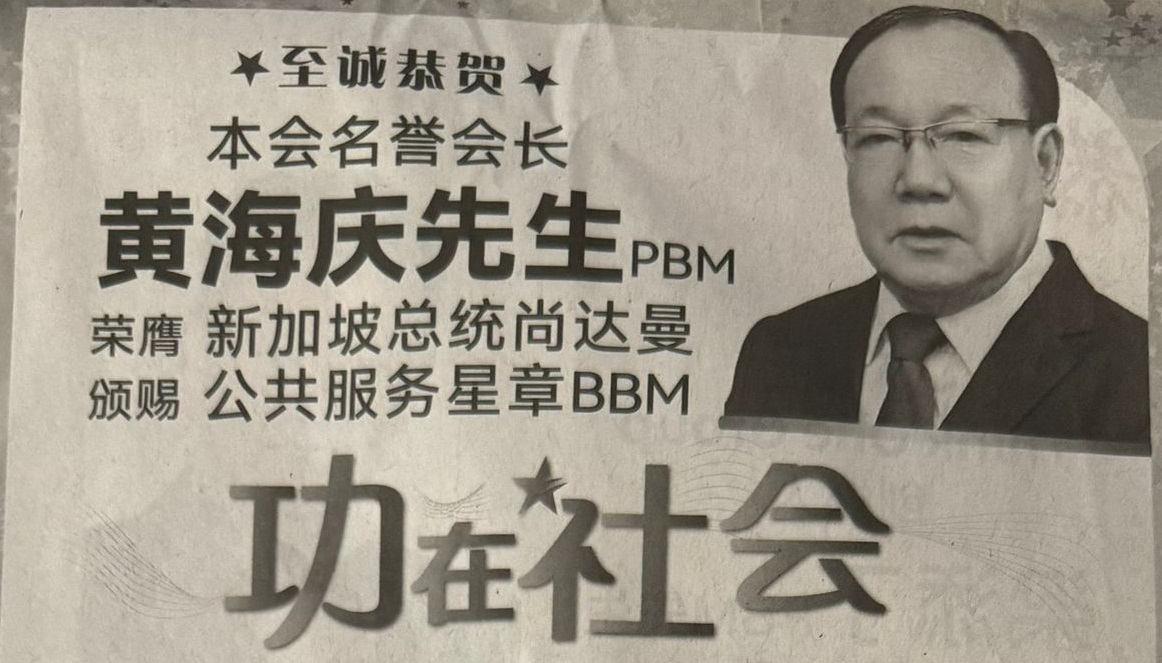 至诚恭贺
本会名誉会长
黄海庆先生PBM
荣膺 新加坡总统尚达曼
颁赐 公共服务星章BBM
功在社会